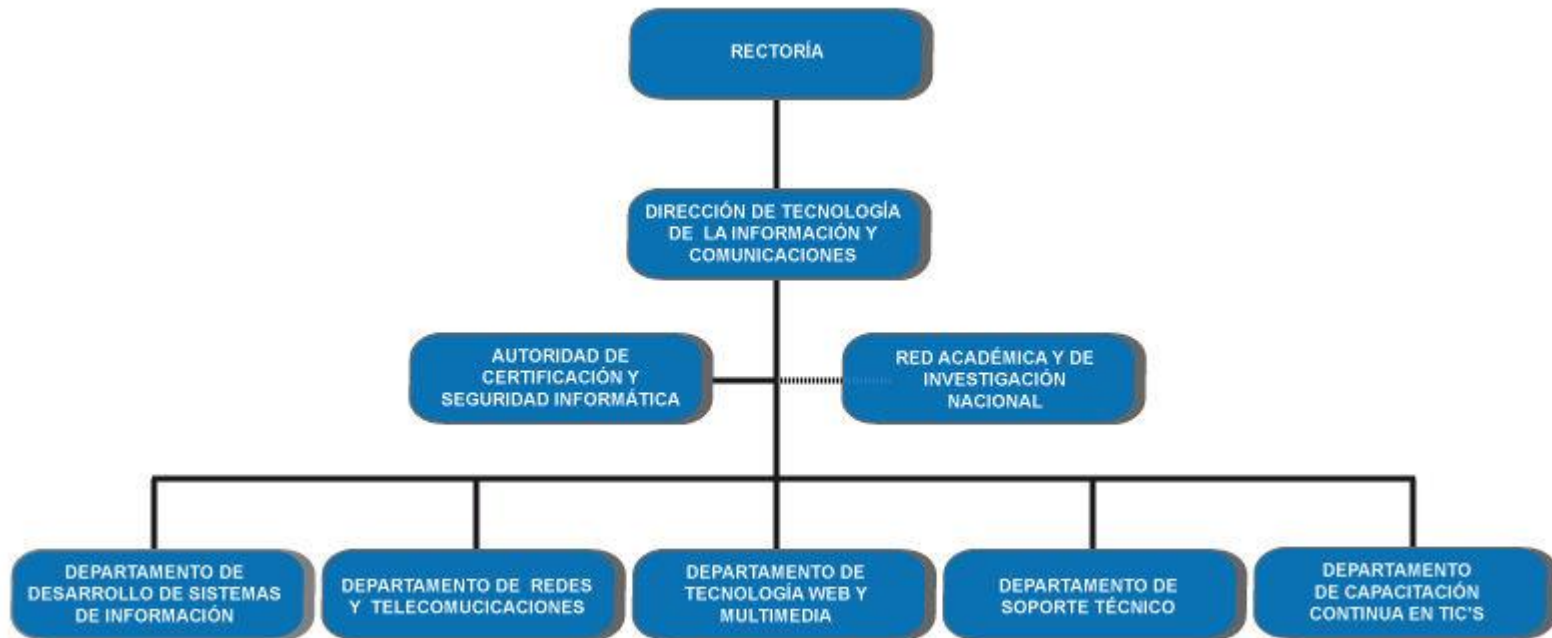 RECTORÍA
DIRECCIÓN DE TECNOLOGÍA
DE LA INFORMACIÓN Y
COMUNICACIONES
AUTORIDAD DE
CERTIFICACIÓN Y
SEGURIDAD INFORMÁTICA
RED ACADÉMICA Y DE
INVESTIGACIÓN
NACIONAL
DEPARTAMENTO DE
DESARROLLO DE SISTEMAS
DE INFORMACIÓN
DEPARTAMENTO DE REDES
Y TELECOMUCICACIONES
DEPARTAMENTO DE
TECNOLOGÍA WEB Y
MULTIMEDIA
DEPARTAMENTO DE
SOPORTE TÉCNICO
DEPARTAMENTO
DE CAPACITACIÓN
CONTINUA EN TIC'S